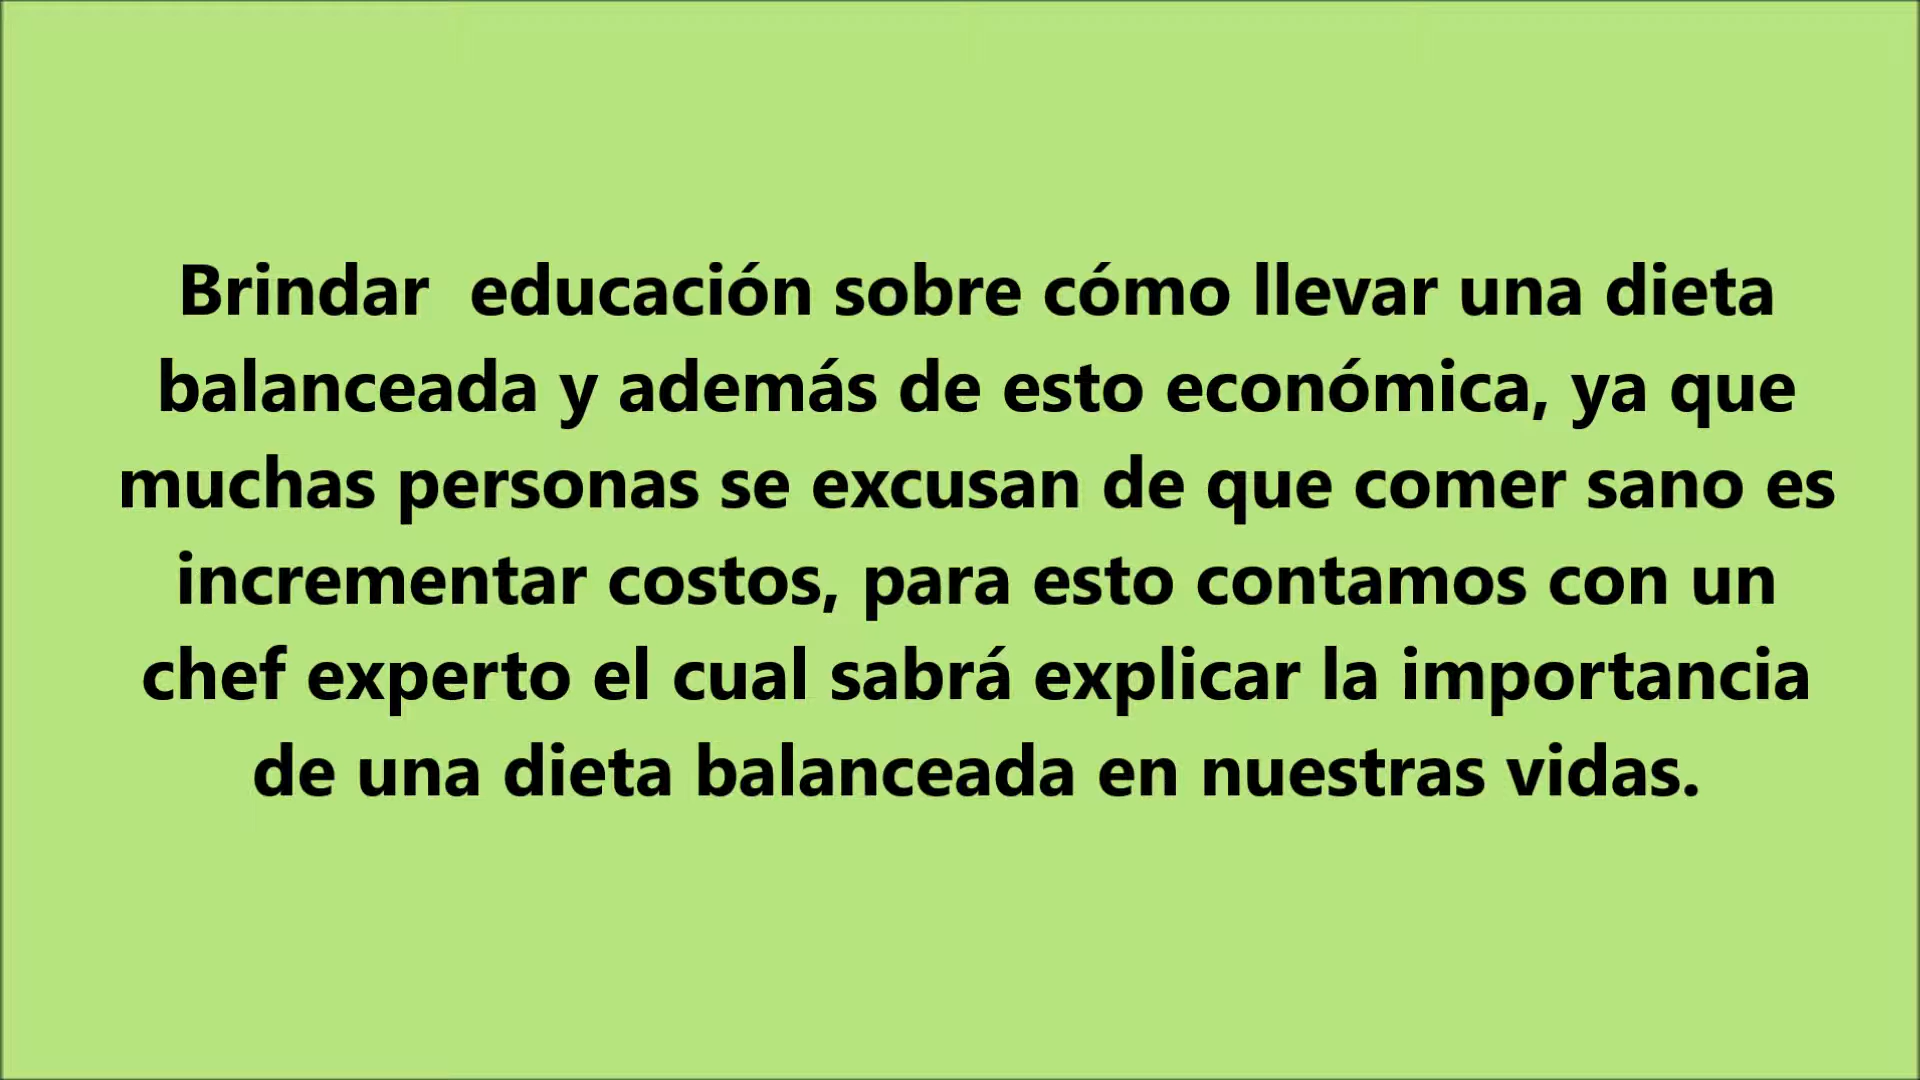 Brindar  educación sobre cómo llevar una dieta
balanceada y además de esto económica, ya que
muchas personas se excusan de que comer sano es
incrementar costos, para esto contamos con un
chef experto el cual sabrá explicar la importancia
de una dieta balanceada en nuestras vidas.